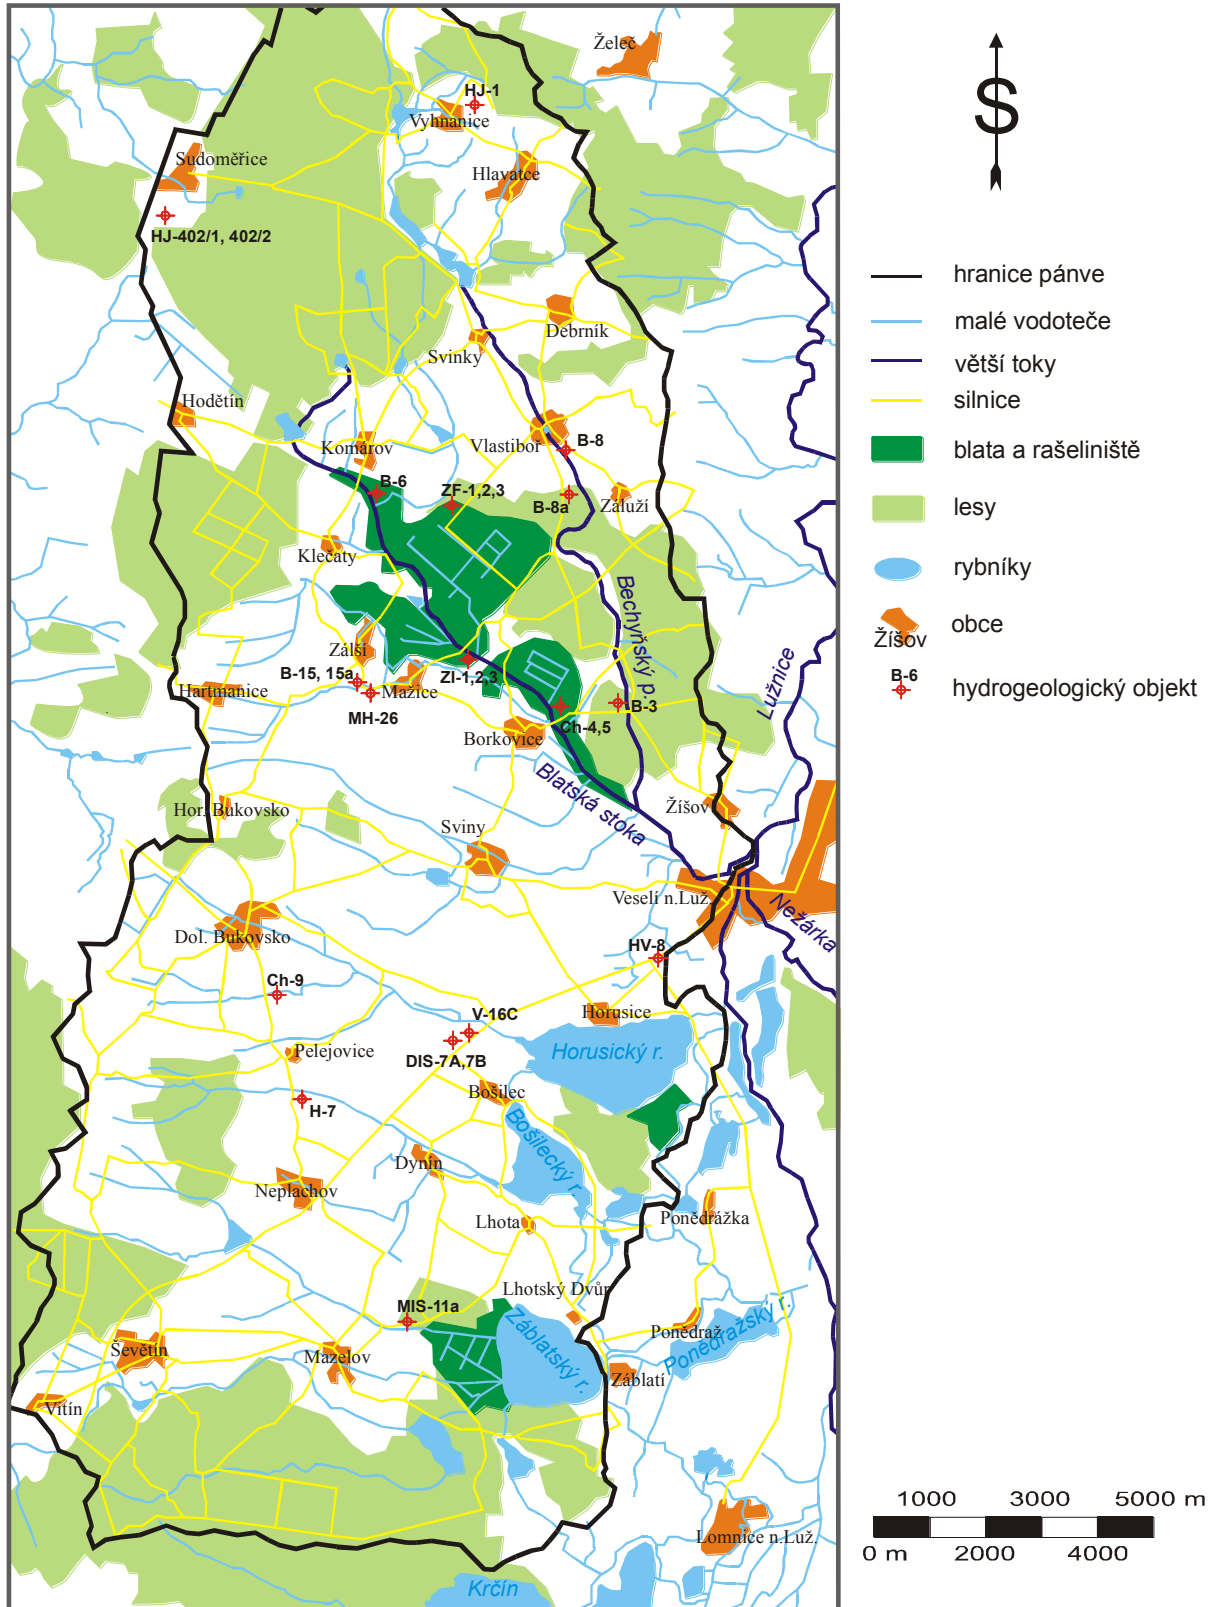 Želeč
HJ-1
Vyhnanice
Sudoměřice
Hlavatce
HJ-402/1, 402/2
Debrník
Svinky
Hodětín
Komárov
Vlastiboř
B-8
B-6
ZF-1,2,3
B-8a
Záluží
Klečaty
Bechyňský p.
Zálší
B-15, 15a
ZI-1,2,3
Hartmanice
Mažice
MH-26
B-3
Ch-4,5
Borkovice
Lužnice
Blatská stoka
Hor. Bukovsko
Žíšov
Sviny
Veselí n.Luž.
Nežárka
Dol. Bukovsko
HV-8
Ch-9
V-16C
Horusice
Pelejovice
DIS-7A,7B
Horusický r.
Bošilec
H-7
Bošilecký r.
Dynín
Neplachov
Lhota
Ponědrážka
Lhotský Dvůr
MIS-11a
Záblatský r.
Ponědraž
Ponědražský r.
Ševětín
Mazelov
Záblatí
Vítín
Lomnice n.Luž.
Krčín
S
hranice pánve
malé vodoteče
větší toky
silnice
blata a rašeliniště
lesy
rybníky
obce
Žíšov
B-6
hydrogeologický objekt
1000 3000 5000 m
0 m 2000 4000